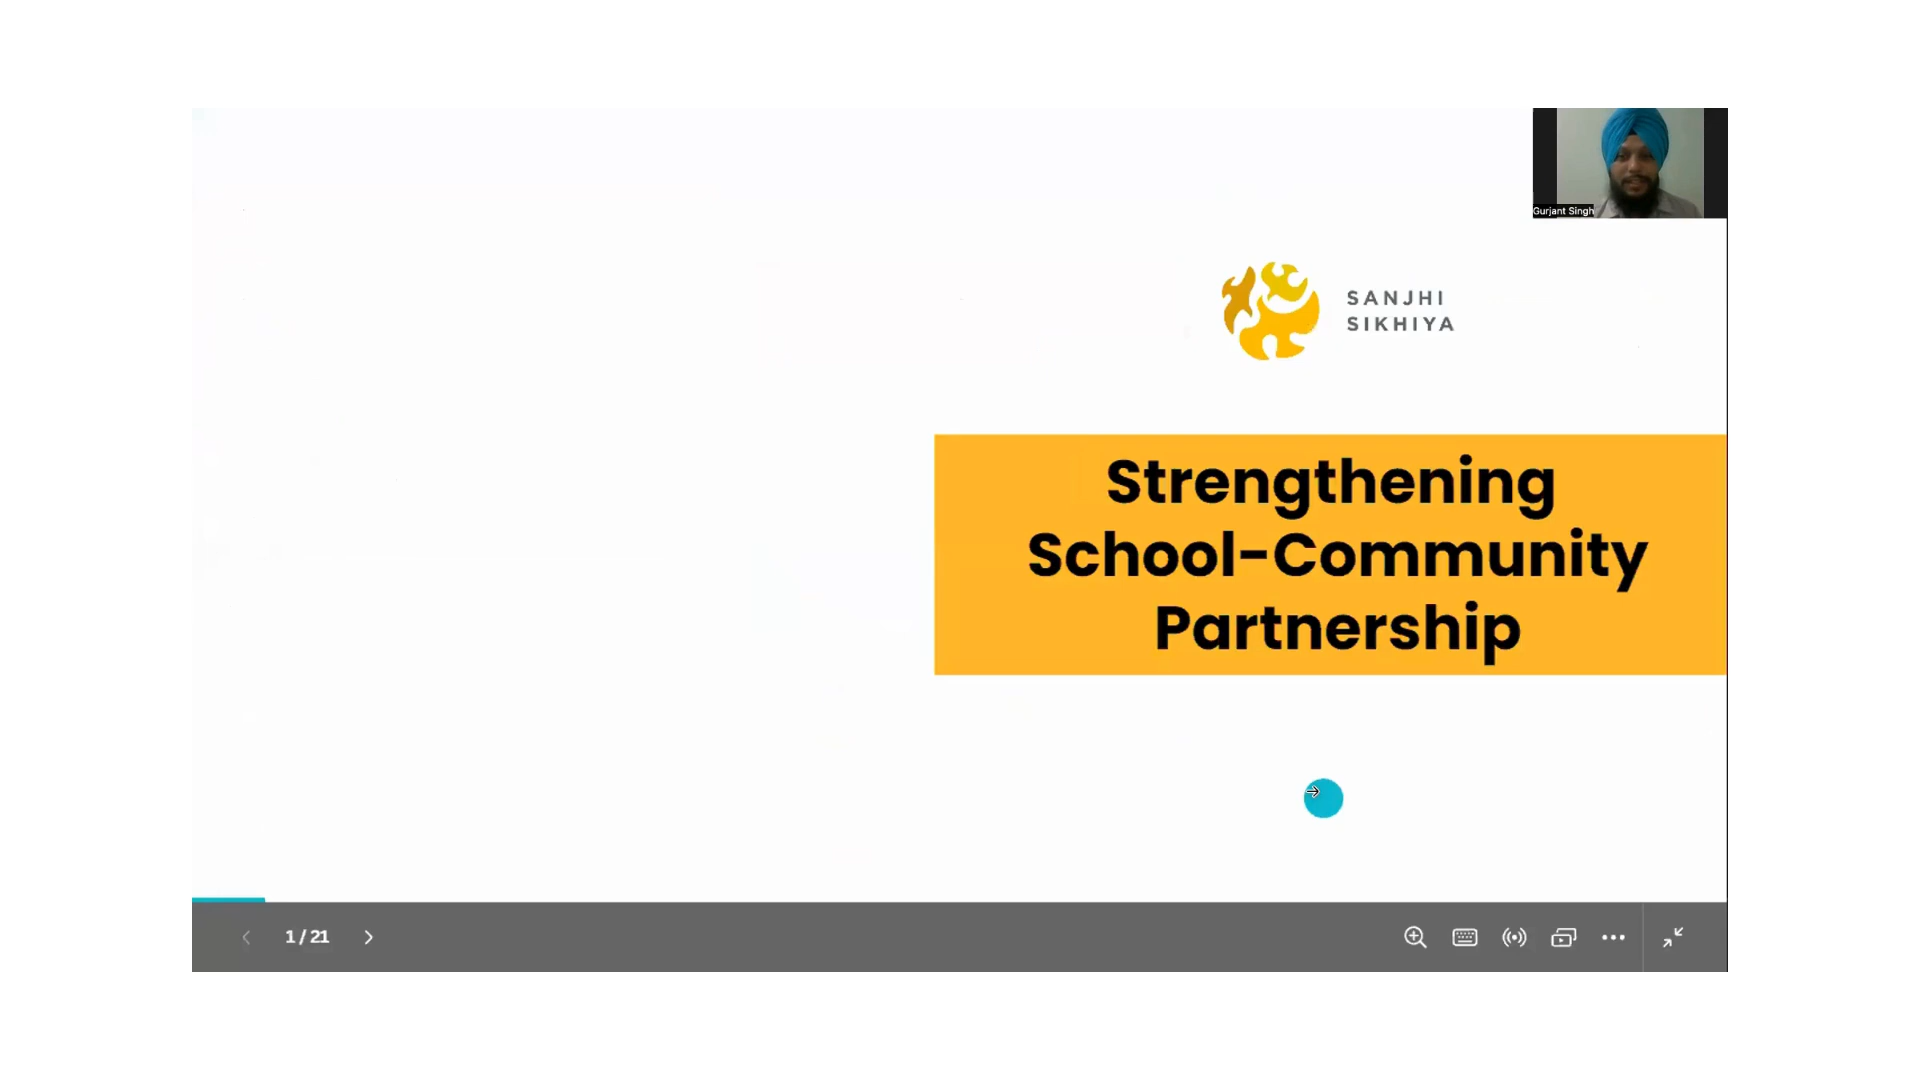 Gurjant Singh
SANJHI
SIKHIYA
Strengthening
School-Community
Partnership
1 / 21